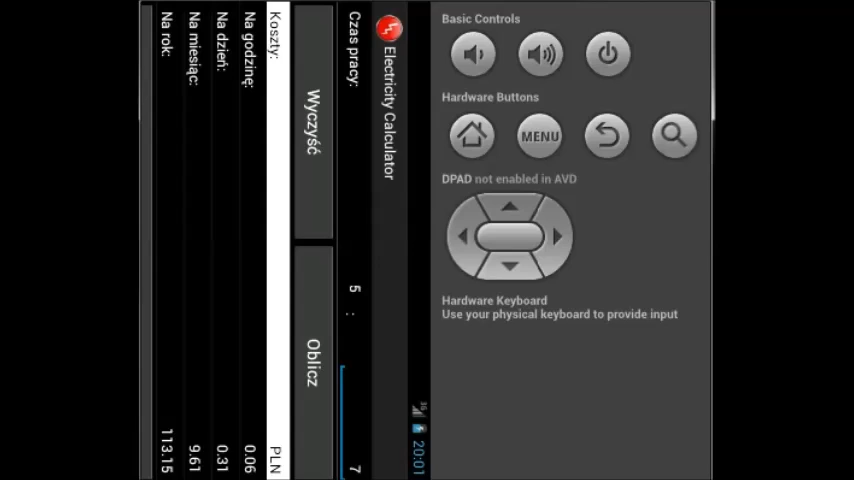 20:01
Electricity Calculator
Czas pracy: 5 : 7
Wyczyść Oblicz
Koszty: PLN
Na godzinę: 0.06
Na dzień: 0.31
Na miesiąc: 9.61
Na rok: 113.15
Basic Controls
Hardware Buttons
MENU
DPAD not enabled in AVD
Hardware Keyboard
Use your physical keyboard to provide input